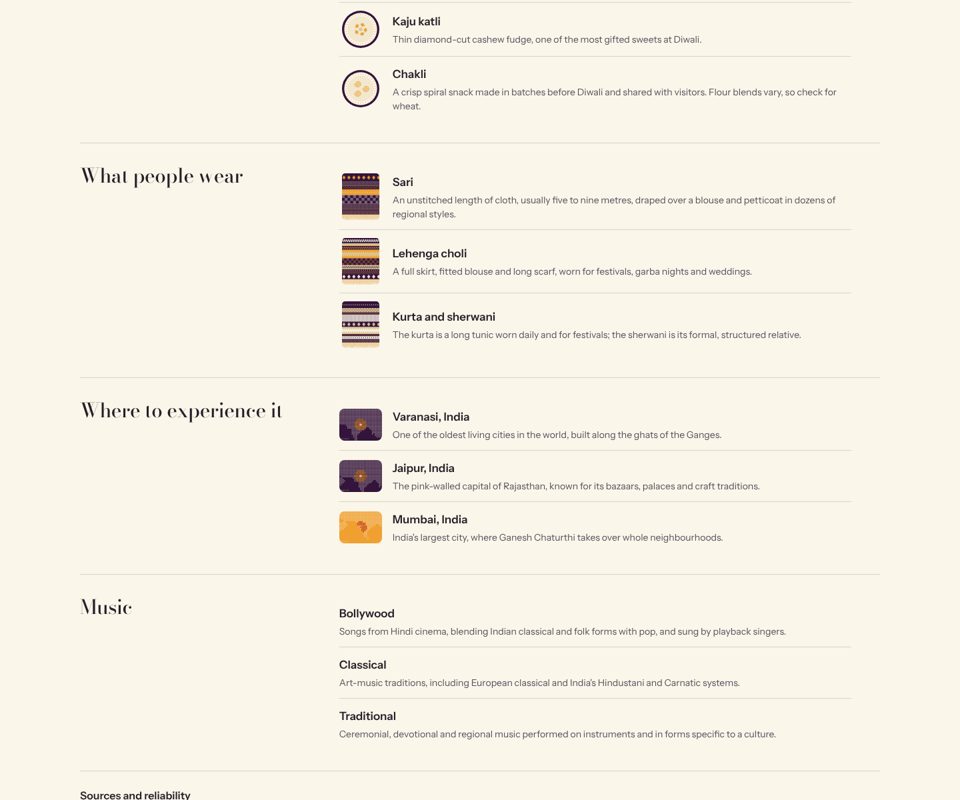 Kaju katli
Thin diamond-cut cashew fudge, one of the most gifted sweets at Diwali.
Chakli
A crisp spiral snack made in batches before Diwali and shared with visitors. Flour blends vary, so check for
wheat.
What people wear
Sari
An unstitched length of cloth, usually five to nine metres, draped over a blouse and petticoat in dozens of
regional styles.
Lehenga choli
A full skirt, fitted blouse and long scarf, worn for festivals, garba nights and weddings.
Kurta and sherwani
The kurta is a long tunic worn daily and for festivals; the sherwani is its formal, structured relative.
Where to experience it
Varanasi, India
One of the oldest living cities in the world, built along the ghats of the Ganges.
Jaipur, India
The pink-walled capital of Rajasthan, known for its bazaars, palaces and craft traditions.
Mumbai, India
India's largest city, where Ganesh Chaturthi takes over whole neighbourhoods.
Music
Bollywood
Songs from Hindi cinema, blending Indian classical and folk forms with pop, and sung by playback singers.
Classical
Art-music traditions, including European classical and India's Hindustani and Carnatic systems.
Traditional
Ceremonial, devotional and regional music performed on instruments and in forms specific to a culture.
Sources and reliability